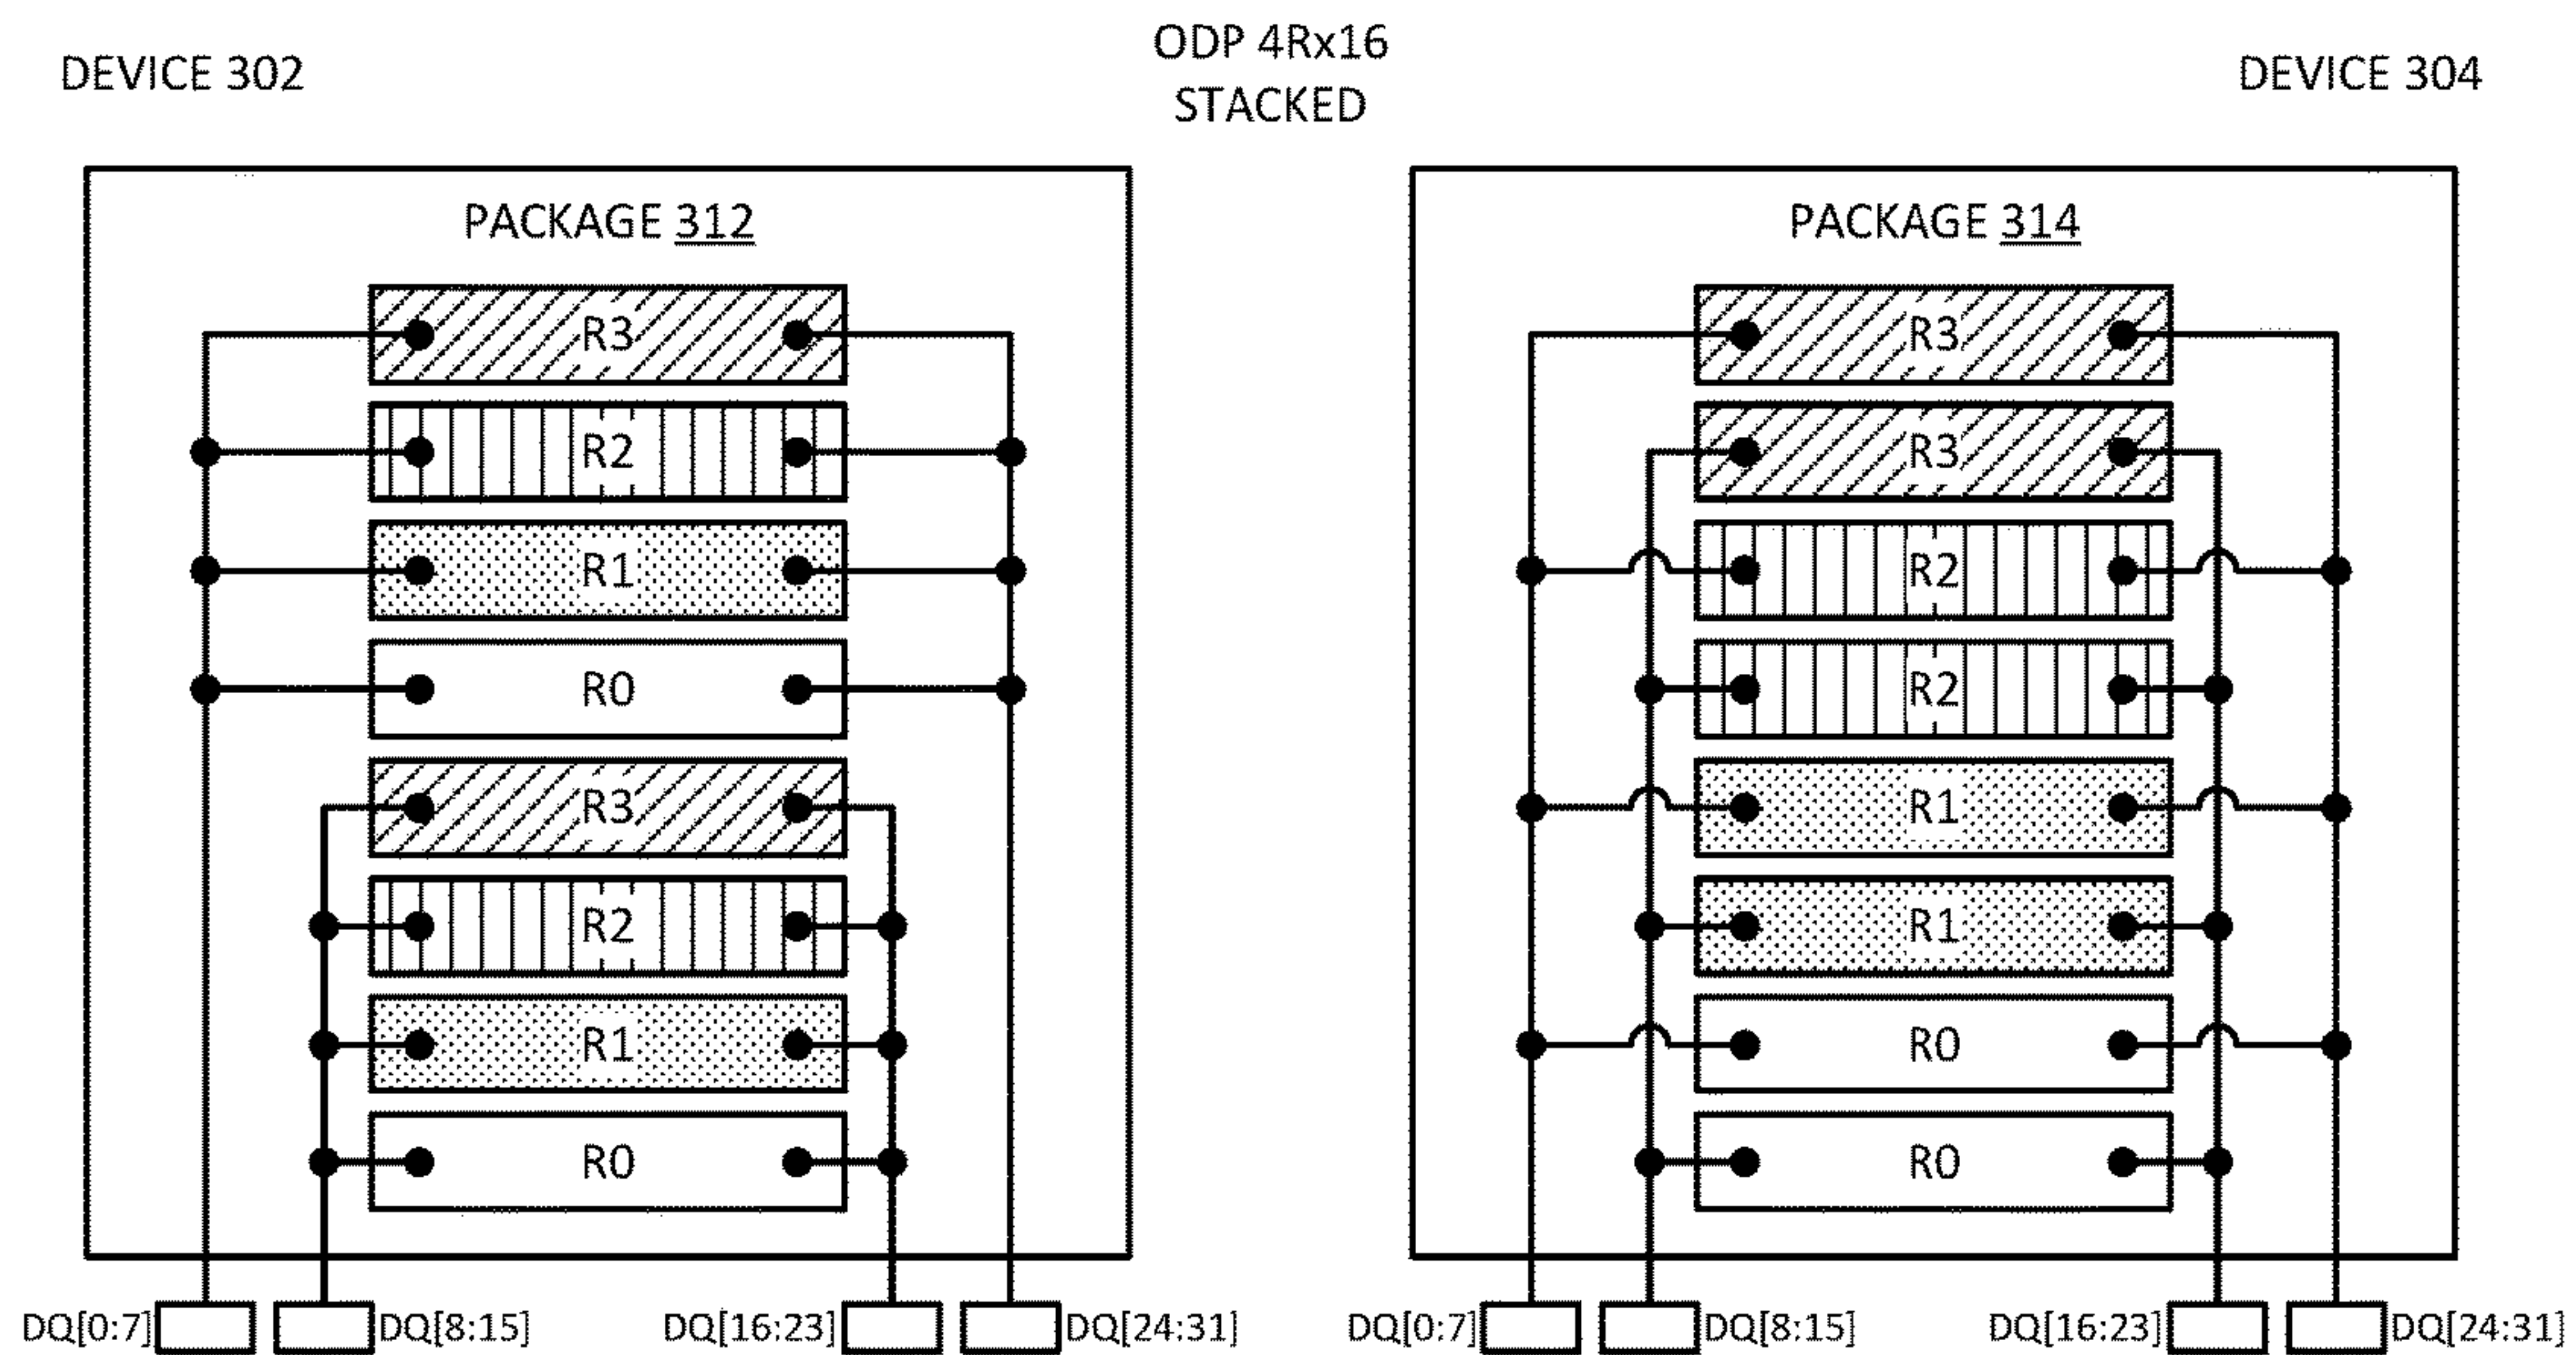 ODP 4Rx16
STACKED
DEVICE 302
DEVICE 304
PACKAGE 312
R3
R2
R1
R0
R3
R2
R1
R0
DQ[0:7]
DQ[8:15]
DQ[16:23]
DQ[24:31]
PACKAGE 314
R3
R3
R2
R2
R1
R1
R0
R0
DQ[0:7]
DQ[8:15]
DQ[16:23]
DQ[24:31]